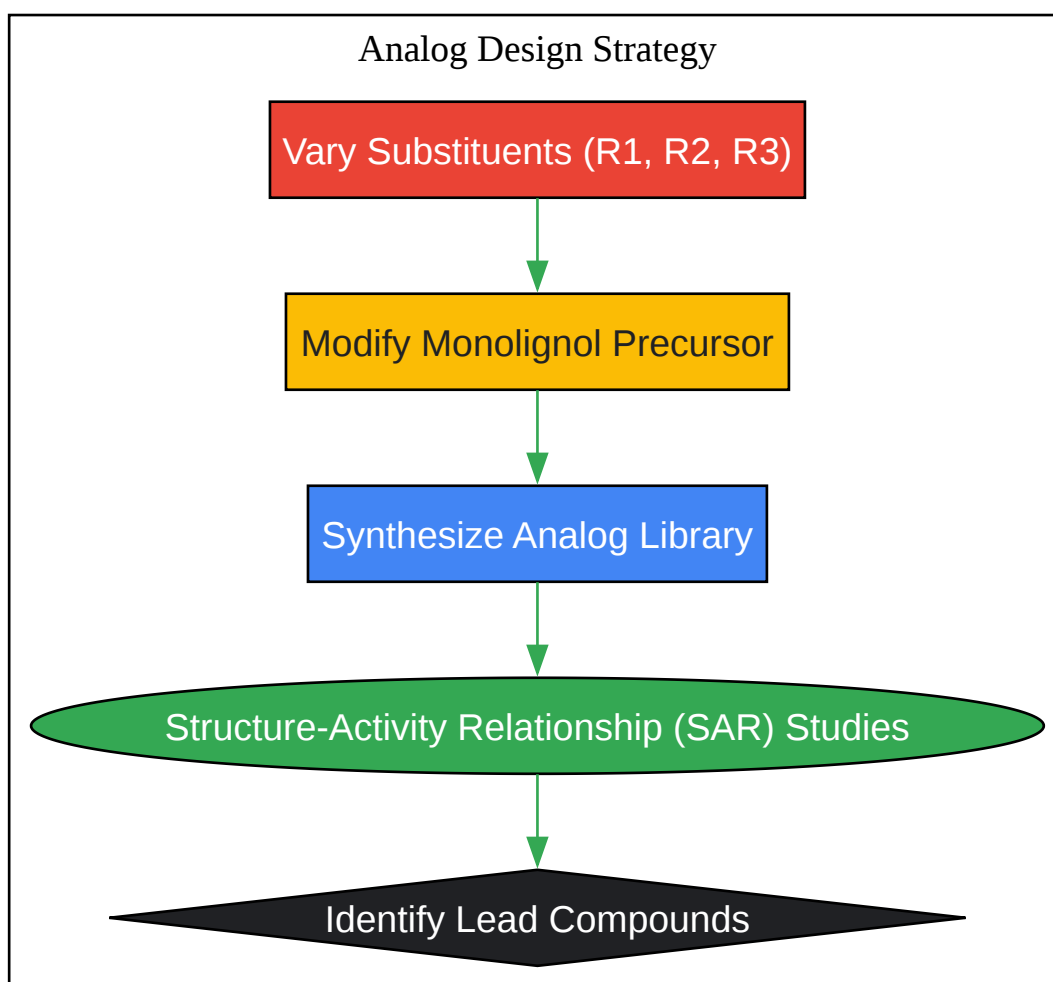 Analog Design Strategy
Vary Substituents (R1, R2, R3)
Modify Monolignol Precursor
Synthesize Analog Library
Structure-Activity Relationship (SAR) Studies
Identify Lead Compounds